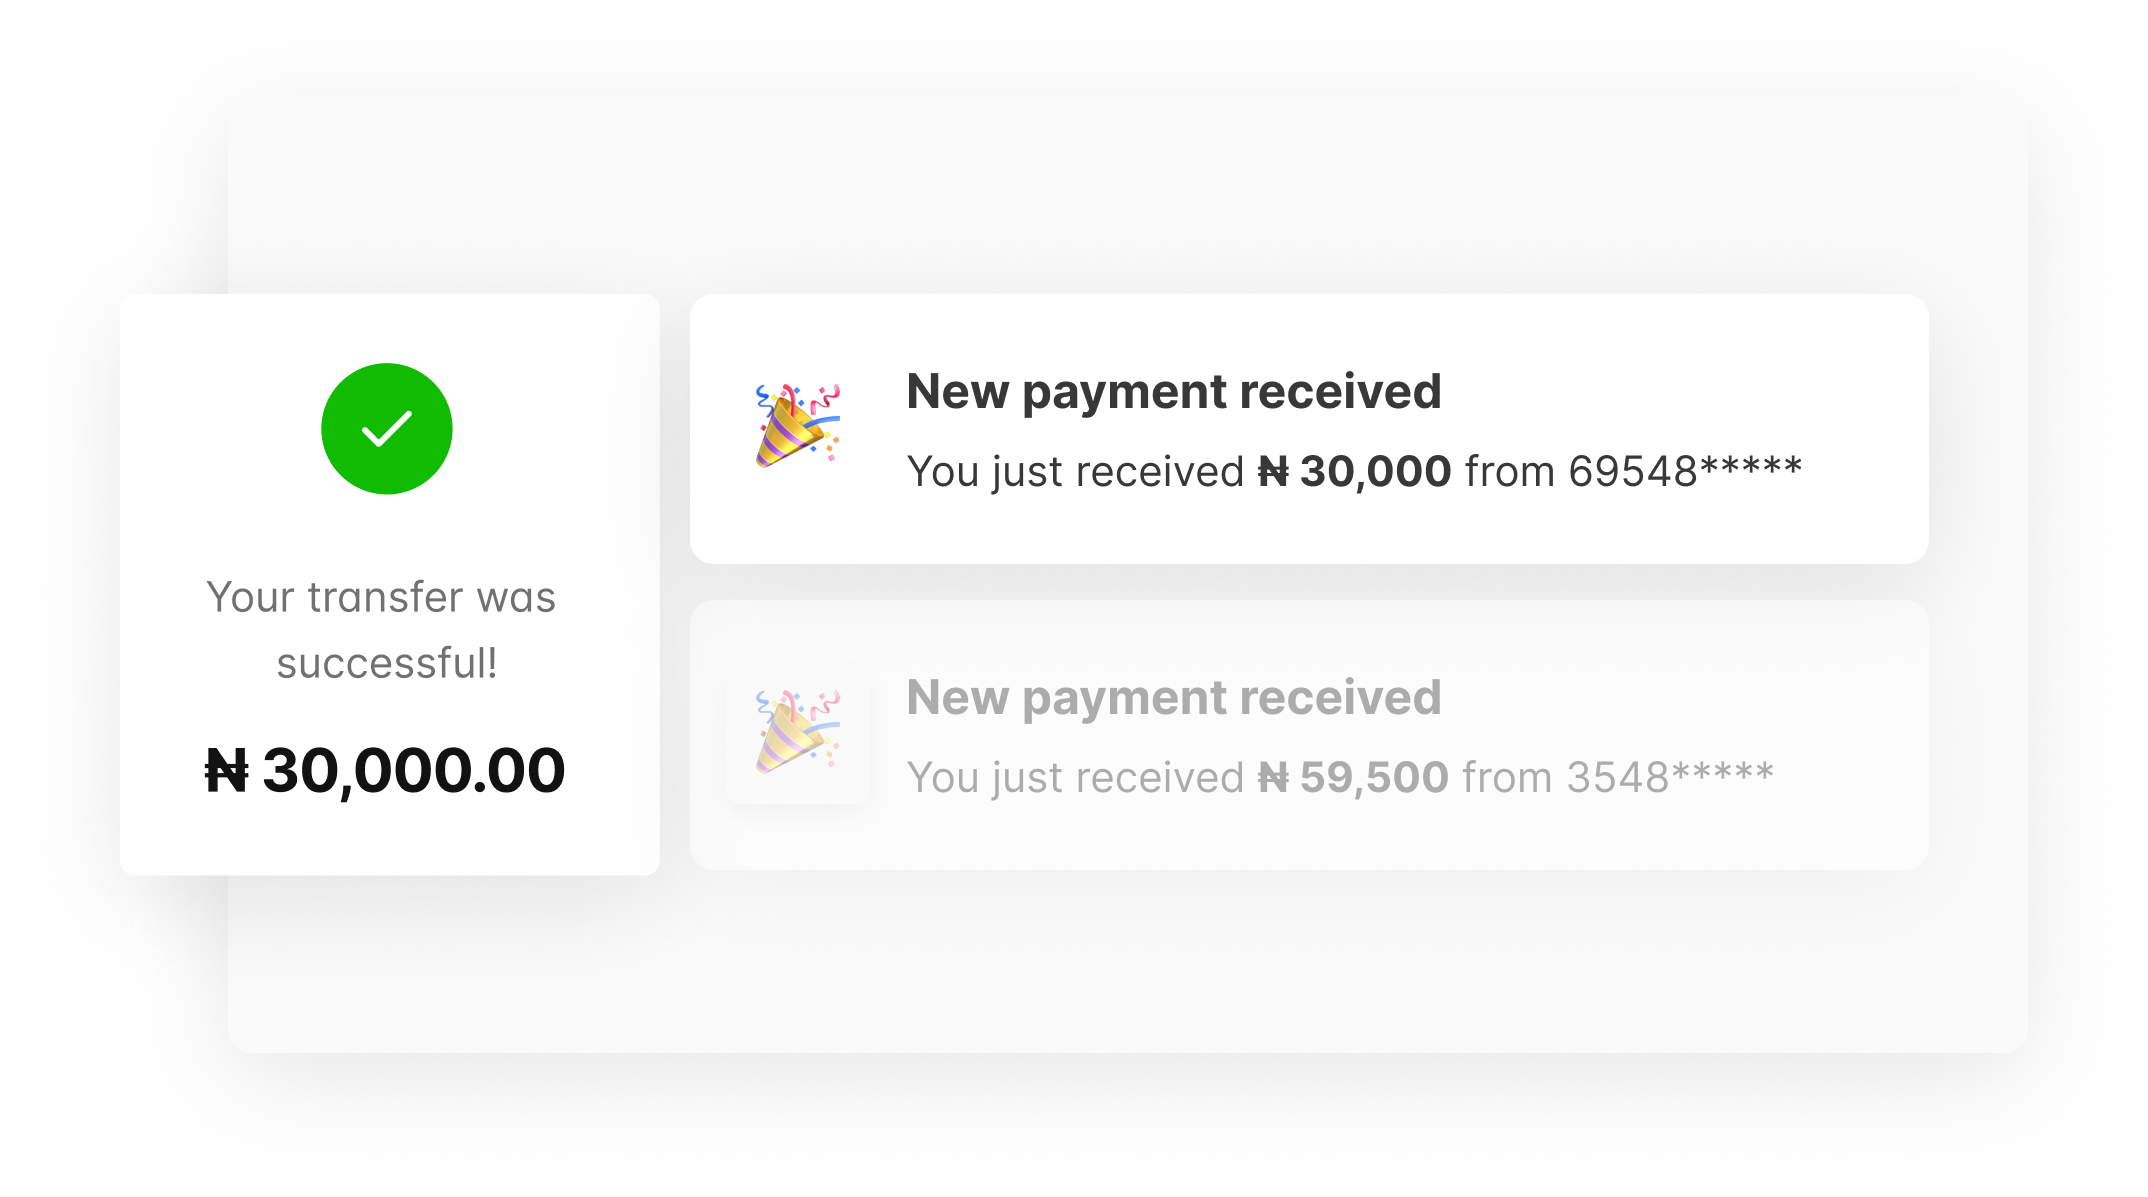 Your transfer was
successful!
₦ 30,000.00
New payment received
You just received ₦ 30,000 from 69548*****
New payment received
You just received ₦ 59,500 from 3548*****